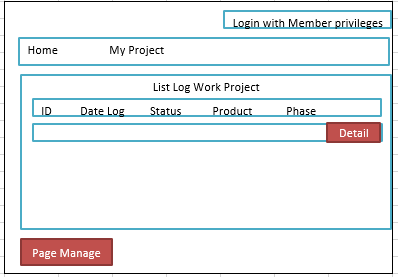 Login with Member privileges
Home My Project
List Log Work Project
ID Date Log Status Product Phase
Detail
Page Manage